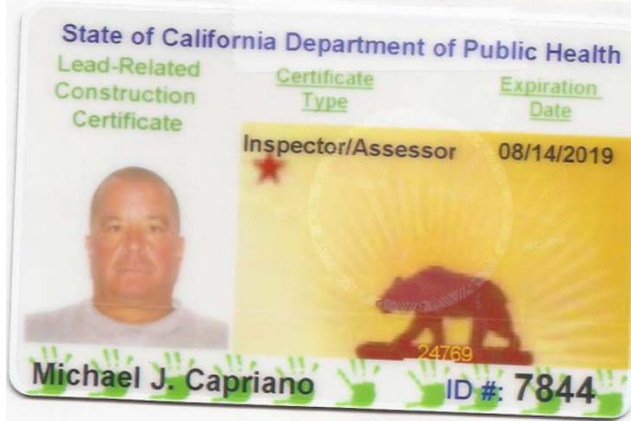 State of California Department of Public Health
Lead-Related
Construction
Certificate
Certificate
Type
Expiration
Date
Inspector/Assessor 08/14/2019
24769
Michael J. Capriano ID #: 7844